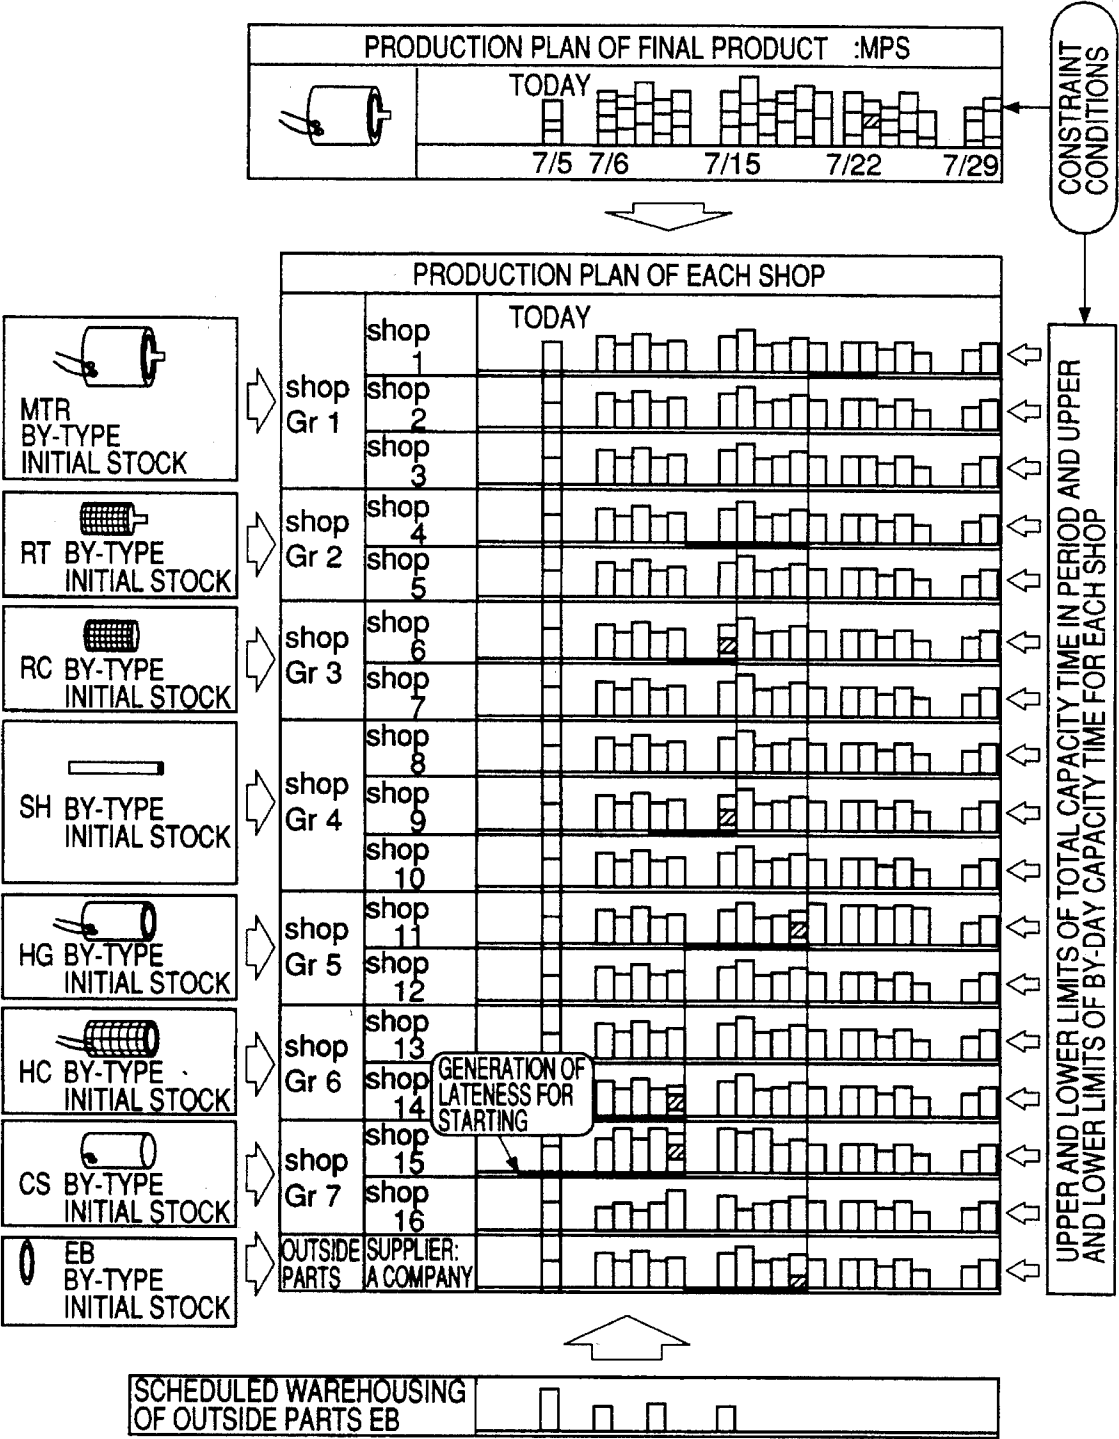 PRODUCTION PLAN OF FINAL PRODUCT :MPS
TODAY
7/5 7/6 7/15 7/22 7/29
CONSTRAINT
CONDITIONS
PRODUCTION PLAN OF EACH SHOP
TODAY
MTR
BY-TYPE
INITIAL STOCK
shop
Gr 1
shop
1
shop
2
shop
3
RT BY-TYPE
INITIAL STOCK
shop
Gr 2
shop
4
shop
5
RC BY-TYPE
INITIAL STOCK
shop
Gr 3
shop
6
shop
7
SH BY-TYPE
INITIAL STOCK
shop
Gr 4
shop
8
shop
9
shop
10
HG BY-TYPE
INITIAL STOCK
shop
Gr 5
shop
11
shop
12
HC BY-TYPE
INITIAL STOCK
shop
Gr 6
shop
13
shop
14
GENERATION OF
LATENESS FOR
STARTING
CS BY-TYPE
INITIAL STOCK
shop
Gr 7
shop
15
shop
16
EB
BY-TYPE
INITIAL STOCK
OUTSIDE
PARTS
SUPPLIER:
A COMPANY
UPPER AND LOWER LIMITS OF TOTAL CAPACITY TIME IN PERIOD AND UPPER
AND LOWER LIMITS OF BY-DAY CAPACITY TIME FOR EACH SHOP
SCHEDULED WAREHOUSING
OF OUTSIDE PARTS EB